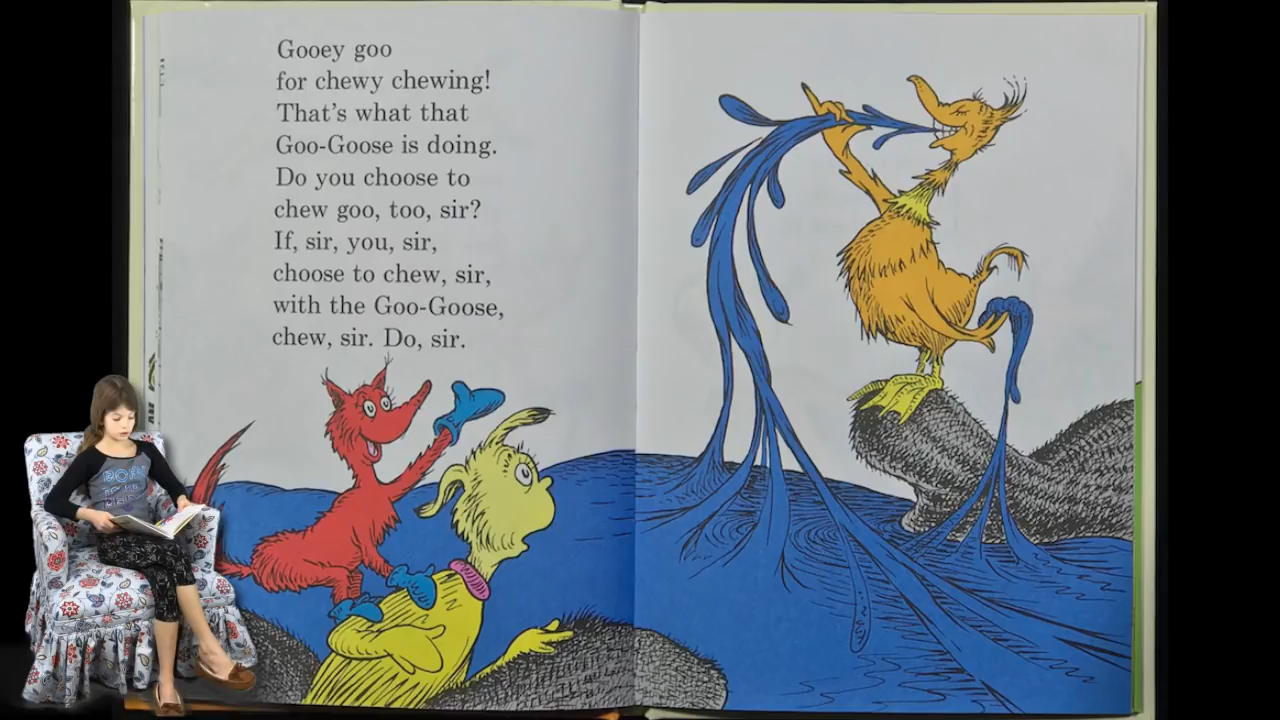 Gooey goo
for chewy chewing!
That's what that
Goo-Goose is doing.
Do you choose to
chew goo, too, sir?
If, sir, you, sir,
choose to chew, sir,
with the Goo-Goose,
chew, sir. Do, sir.